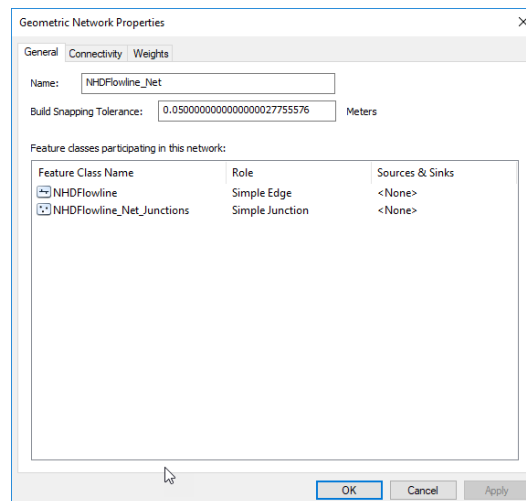 Geometric Network Properties
General Connectivity Weights
Name: NHDFlowline_Net
Build Snapping Tolerance: 0.05000000000000000027755576 Meters
Feature classes participating in this network:
Feature Class Name Role Sources & Sinks
NHDFlowline Simple Edge <None>
NHDFlowline_Net_Junctions Simple Junction <None>
OK Cancel Apply